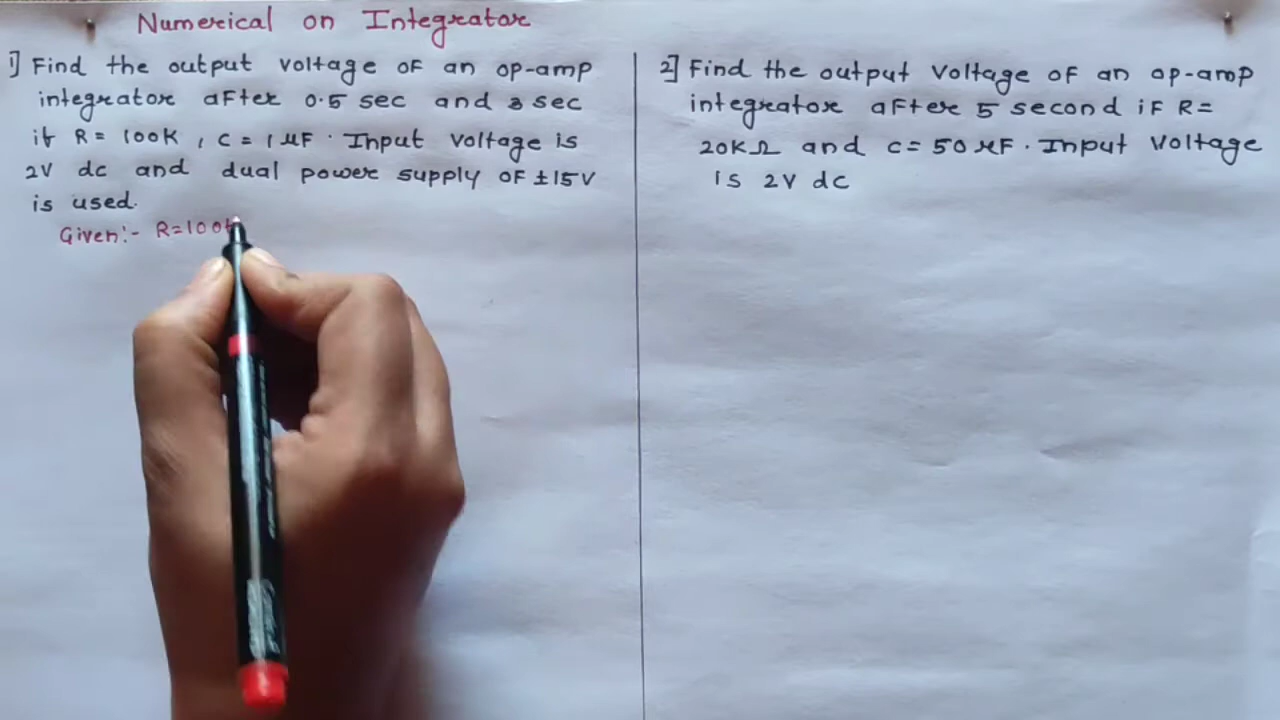 Numerical on Integrator
1] Find the output voltage of an op-amp
integrator after 0.5 sec and 3 sec
if R = 100K, C = 1 μF. Input voltage is
2V dc and dual power supply of ±15V
is used.
Given:- R=100k
2] Find the output voltage of an op-amp
integrator after 5 second if R=
20KΩ and c= 50 μF. Input voltage
is 2V dc